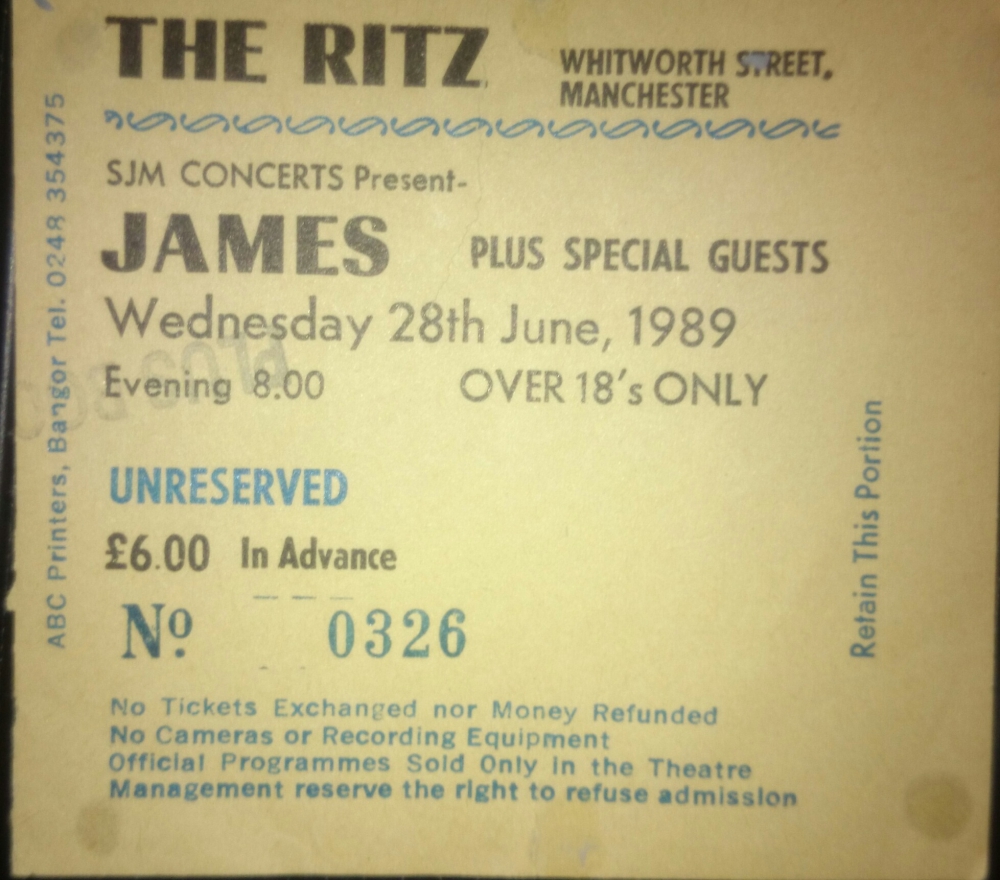 THE RITZ
WHITWORTH STREET,
MANCHESTER
SJM CONCERTS Present-
JAMES PLUS SPECIAL GUESTS
Wednesday 28th June, 1989
Evening 8.00 OVER 18's ONLY
UNRESERVED
£6.00 In Advance
Nº 0326
No Tickets Exchanged nor Money Refunded
No Cameras or Recording Equipment
Official Programmes Sold Only in the Theatre
Management reserve the right to refuse admission
ABC Printers, Bangor Tel. 0248 354375
Retain This Portion